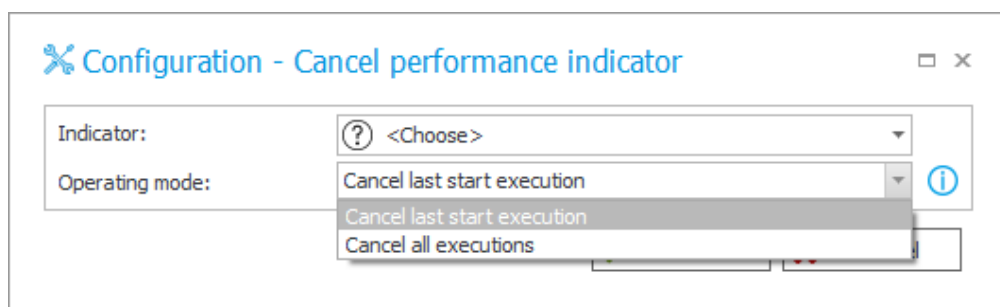 Configuration - Cancel performance indicator
Indicator: <Choose>
Operating mode: Cancel last start execution
Cancel last start execution
Cancel all executions